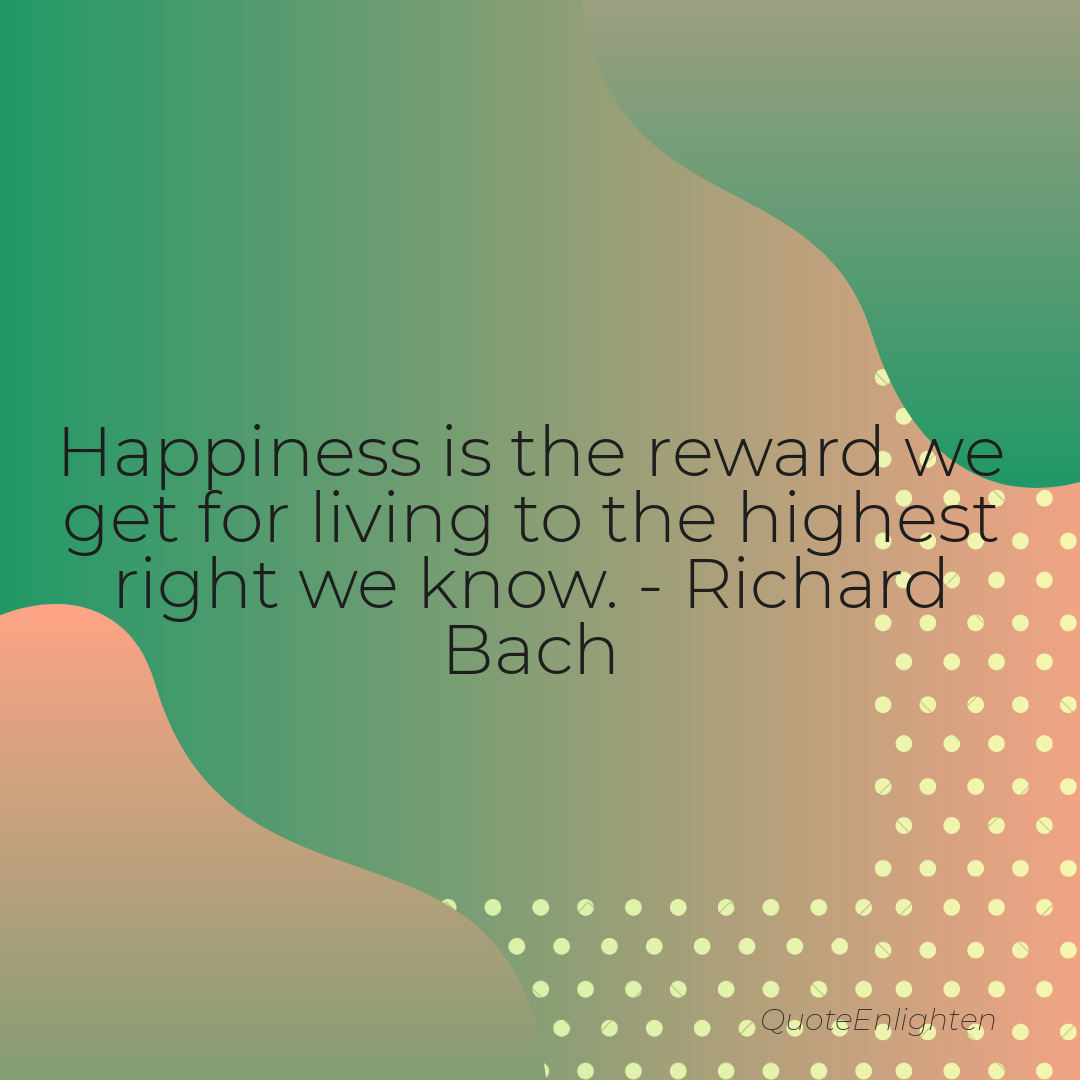 Happiness is the reward we
get for living to the highest
right we know. - Richard
Bach
QuoteEnlighten